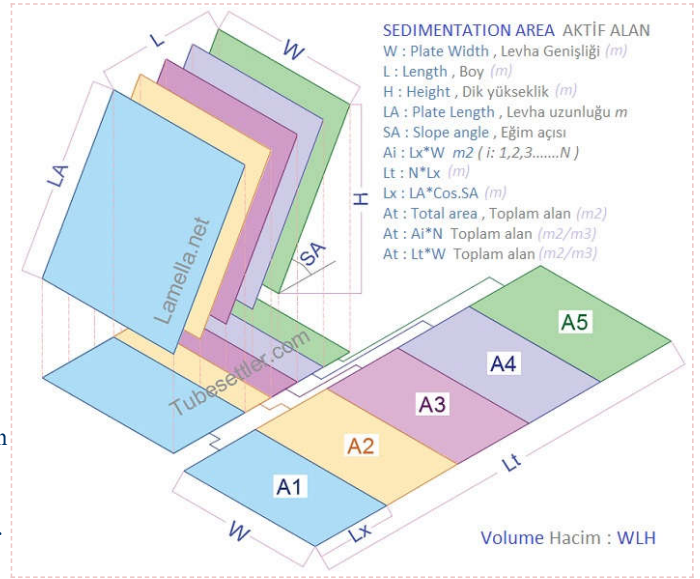 SEDIMENTATION AREA AKTİF ALAN
W : Plate Width , Levha Genişliği (m)
L : Length , Boy (m)
H : Height , Dik yükseklik (m)
LA : Plate Length , Levha uzunluğu m
SA : Slope angle , Eğim açısı
Ai : Lx*W m2 ( i: 1,2,3.......N )
Lt : N*Lx (m)
Lx : LA*Cos.SA (m)
At : Total area , Toplam alan (m2)
At : Ai*N Toplam alan (m2/m3)
At : Lt*W Toplam alan (m2/m3)
L
W
LA
H
SA
Lamella.net
Tubesettler.com
A5
A4
A3
A2
A1
Lt
Lx
W
Volume Hacim : WLH